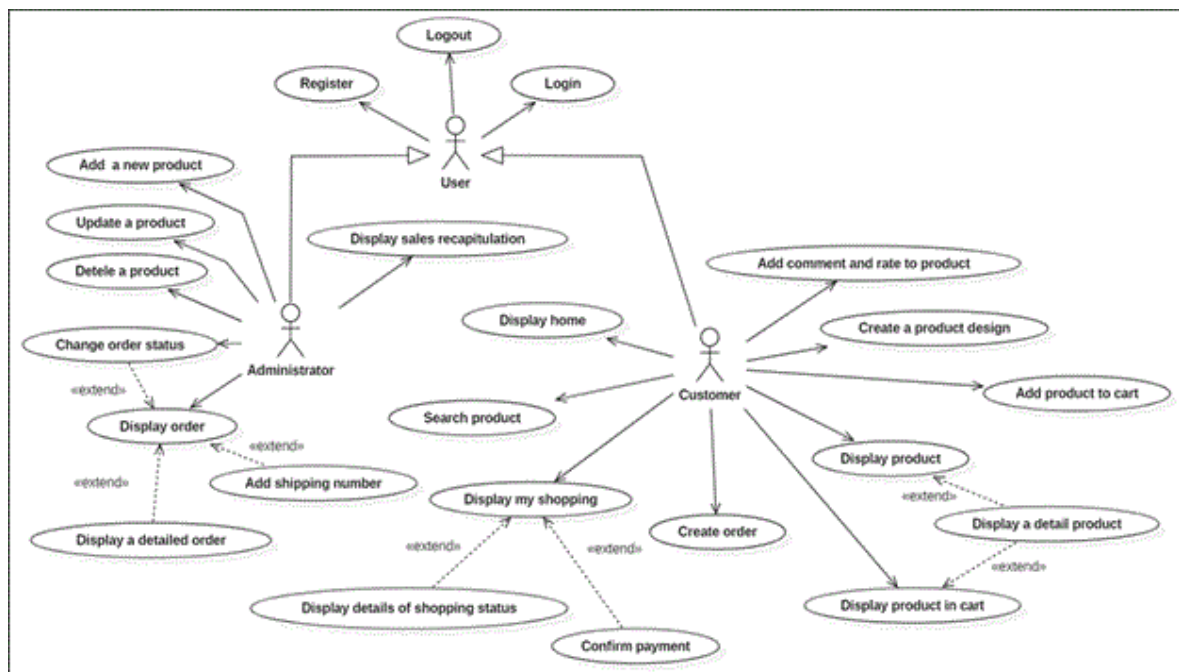 Logout
Register
Login
User
Add a new product
Update a product
Display sales recapitulation
Detele a product
Add comment and rate to product
Display home
Create a product design
Change order status
Administrator
Customer
«extend»
Add product to cart
Search product
Display order
«extend»
Display product
«extend»
Add shipping number
Display my shopping
«extend»
Display a detailed order
Create order
Display a detail product
«extend»
«extend»
«extend»
Display details of shopping status
Display product in cart
Confirm payment